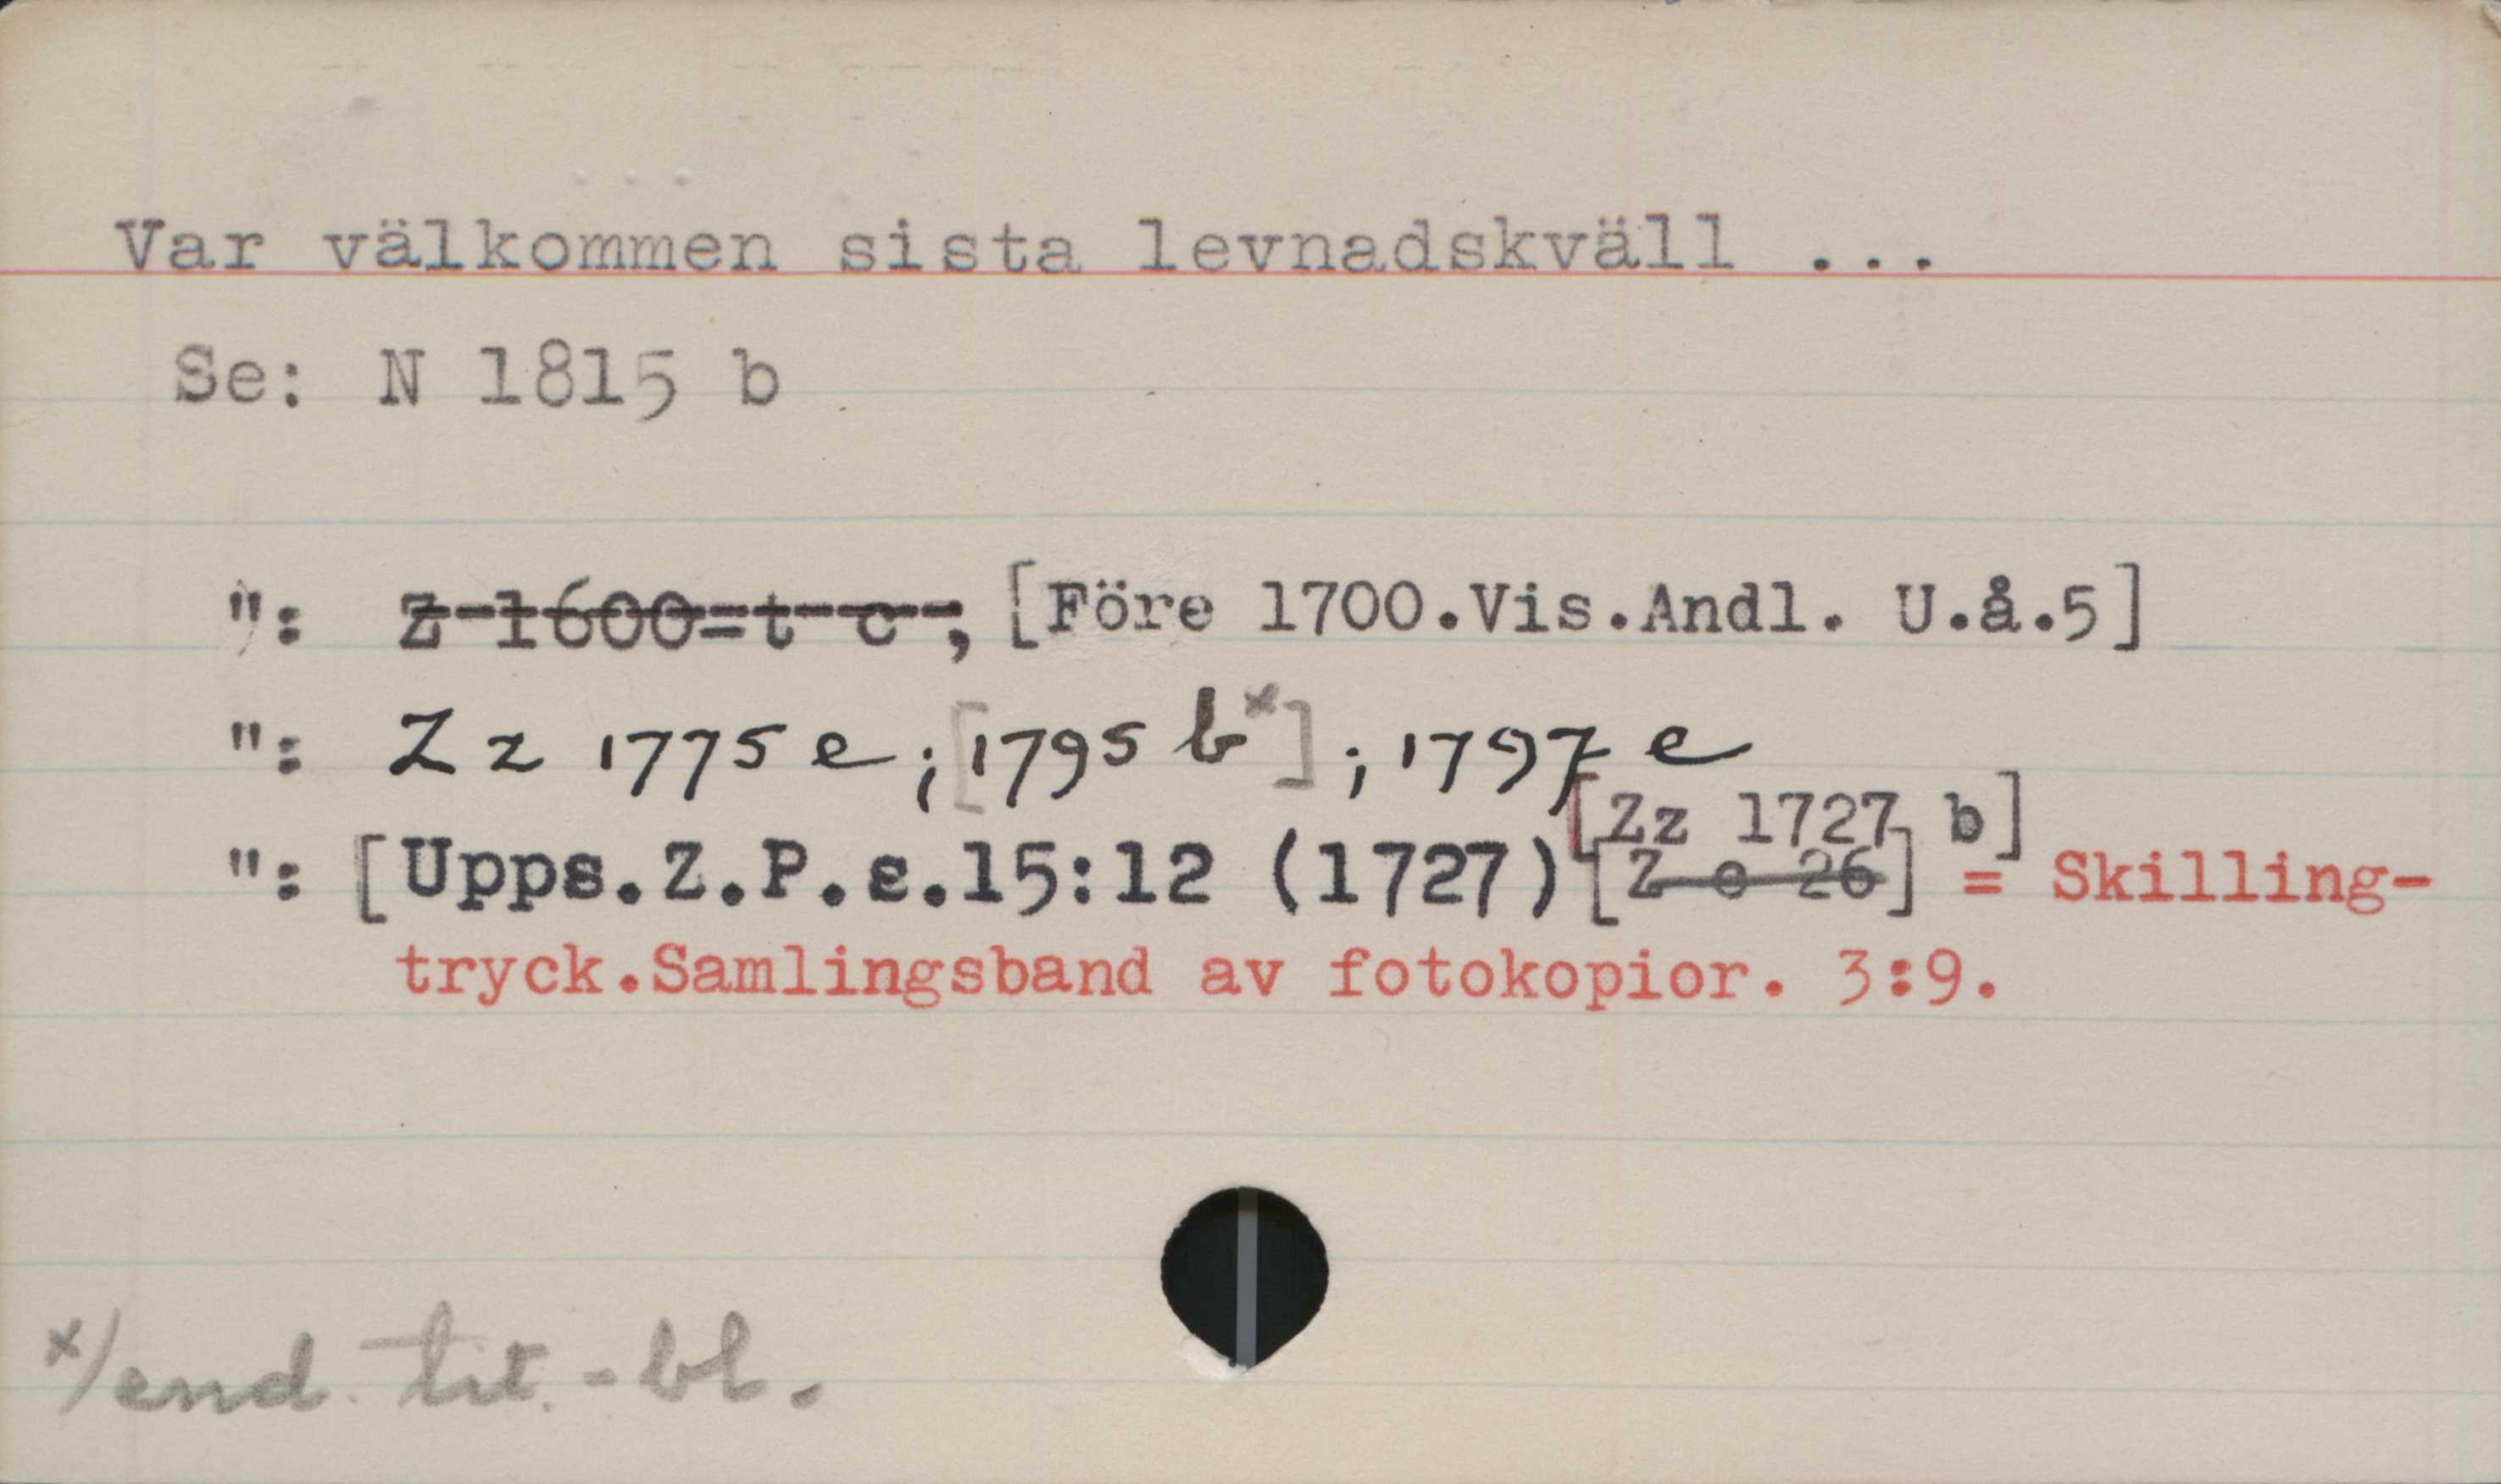 Var välkommen sista levnadskväll ...
Se: N 1815 b
": Z 1600=t c , [Före 1700.Vis.Andl. U.å.5]
": Zz 1775 e; [1795 b x]; 1797 e
[Zz 1727 b]
": [Upps.Z.P.s.15:12 (1727) [Z e 26] = Skilling-
tryck.Samlingsband av fotokopior. 3:9.
x/ end. tit.-bl.